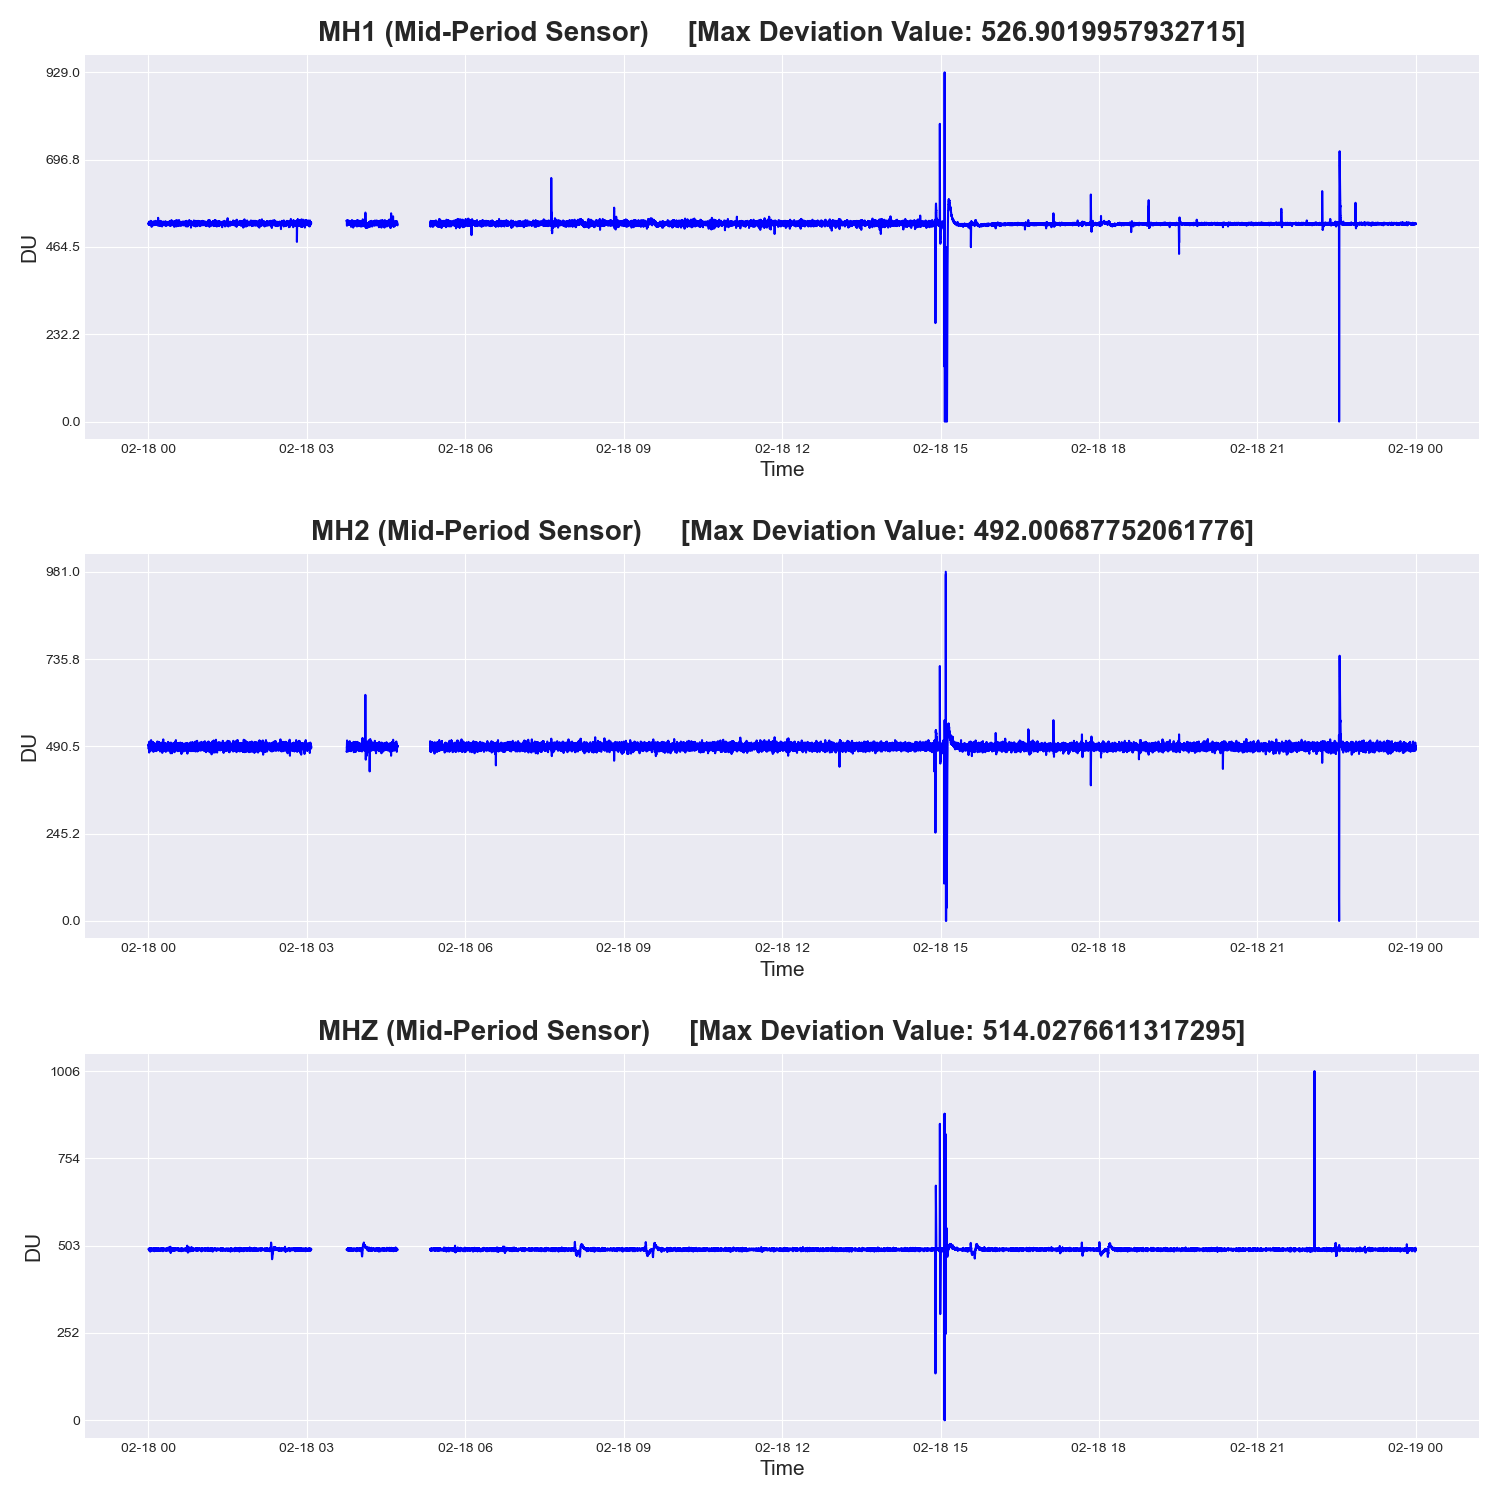 MH1 (Mid-Period Sensor) [Max Deviation Value: 526.9019957932715]
929.0
696.8
464.5
232.2
0.0
DU
02-18 00 02-18 03 02-18 06 02-18 09 02-18 12 02-18 15 02-18 18 02-18 21 02-19 00
Time
MH2 (Mid-Period Sensor) [Max Deviation Value: 492.00687752061776]
981.0
735.8
490.5
245.2
0.0
DU
02-18 00 02-18 03 02-18 06 02-18 09 02-18 12 02-18 15 02-18 18 02-18 21 02-19 00
Time
MHZ (Mid-Period Sensor) [Max Deviation Value: 514.0276611317295]
1006
754
503
252
0
DU
02-18 00 02-18 03 02-18 06 02-18 09 02-18 12 02-18 15 02-18 18 02-18 21 02-19 00
Time